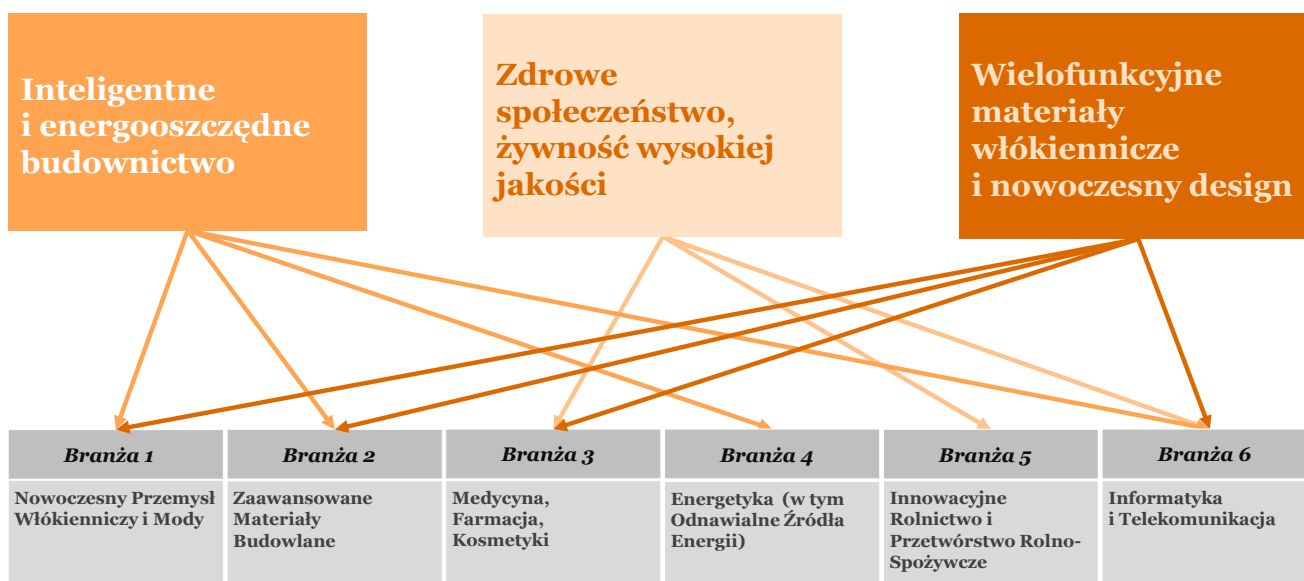 Inteligentne
i energooszczędne
budownictwo
Zdrowe
społeczeństwo,
żywność wysokiej
jakości
Wielofunkcyjne
materiały
włókiennicze
i nowoczesny design
Branża 1
Branża 2
Branża 3
Branża 4
Branża 5
Branża 6
Nowoczesny Przemysł
Włókienniczy i Mody
Zaawansowane
Materiały
Budowlane
Medycyna,
Farmacja,
Kosmetyki
Energetyka (w tym
Odnawialne Źródła
Energii)
Innowacyjne
Rolnictwo i
Przetwórstwo Rolno-
Spożywcze
Informatyka
i Telekomunikacja